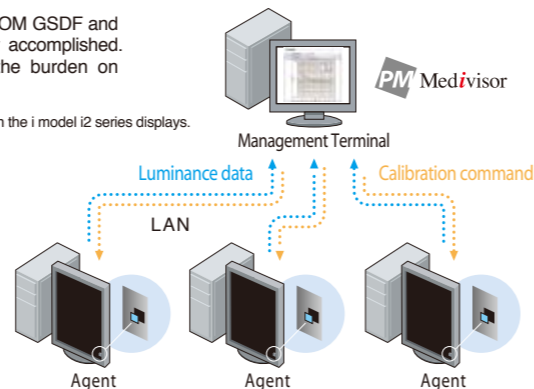 OM GSDF and
accomplished.
he burden on
n the i model i2 series displays.
PM Medivisor
Management Terminal
Luminance data
Calibration command
LAN
Agent
Agent
Agent